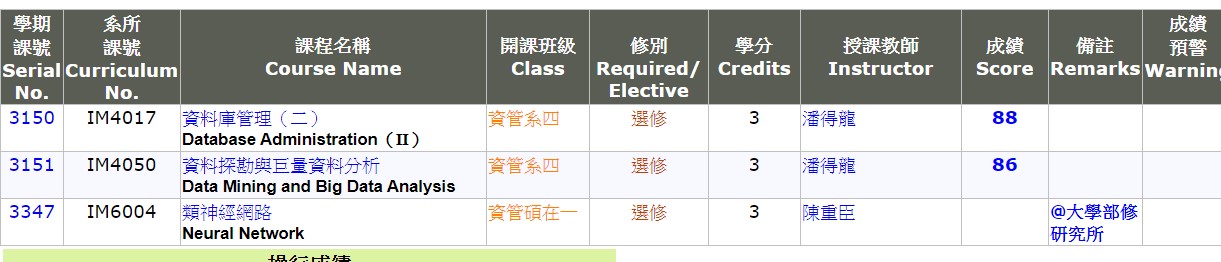 學期
課號
Serial
No.
系所
課號
Curriculum
No.
課程名稱
Course Name
開課班級
Class
修別
Required/
Elective
學分
Credits
授課教師
Instructor
成績
Score
備註
Remarks
成績
預警
Warning
3150 IM4017 資料庫管理（二） 資管系四 選修 3 潘得龍 88
Database Administration（II）
3151 IM4050 資料探勘與巨量資料分析 資管系四 選修 3 潘得龍 86
Data Mining and Big Data Analysis
3347 IM6004 類神經網路 資管碩在一 選修 3 陳重臣 @大學部修
Neural Network 研究所
操行成績